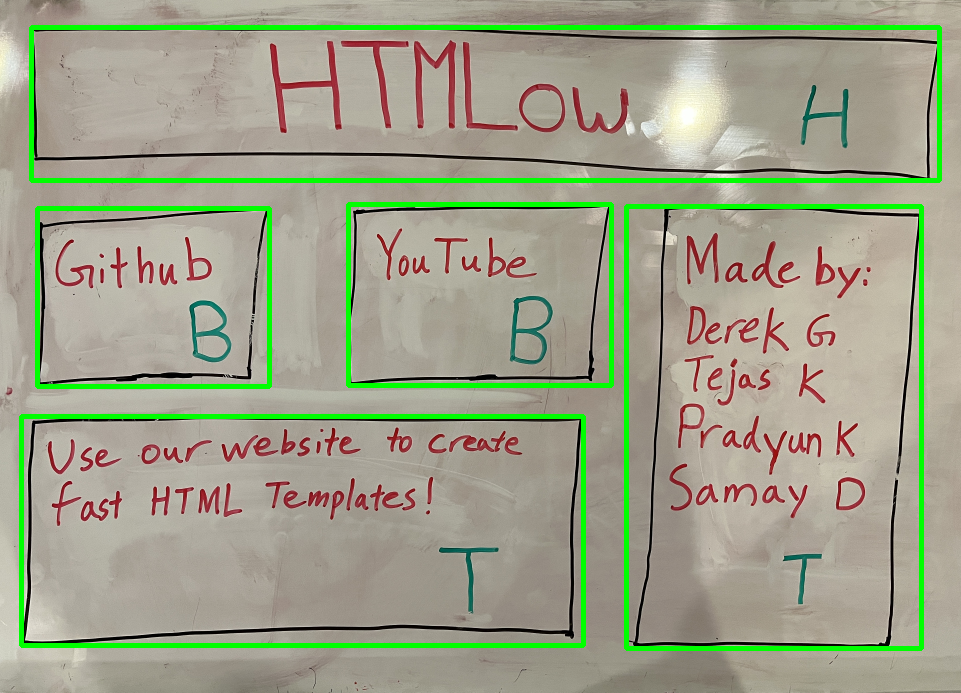 HTMLow H
Github
B
YouTube
B
Made by:
Derek G
Tejas K
Pradyun K
Samay D
T
Use our website to create
fast HTML Templates!
T